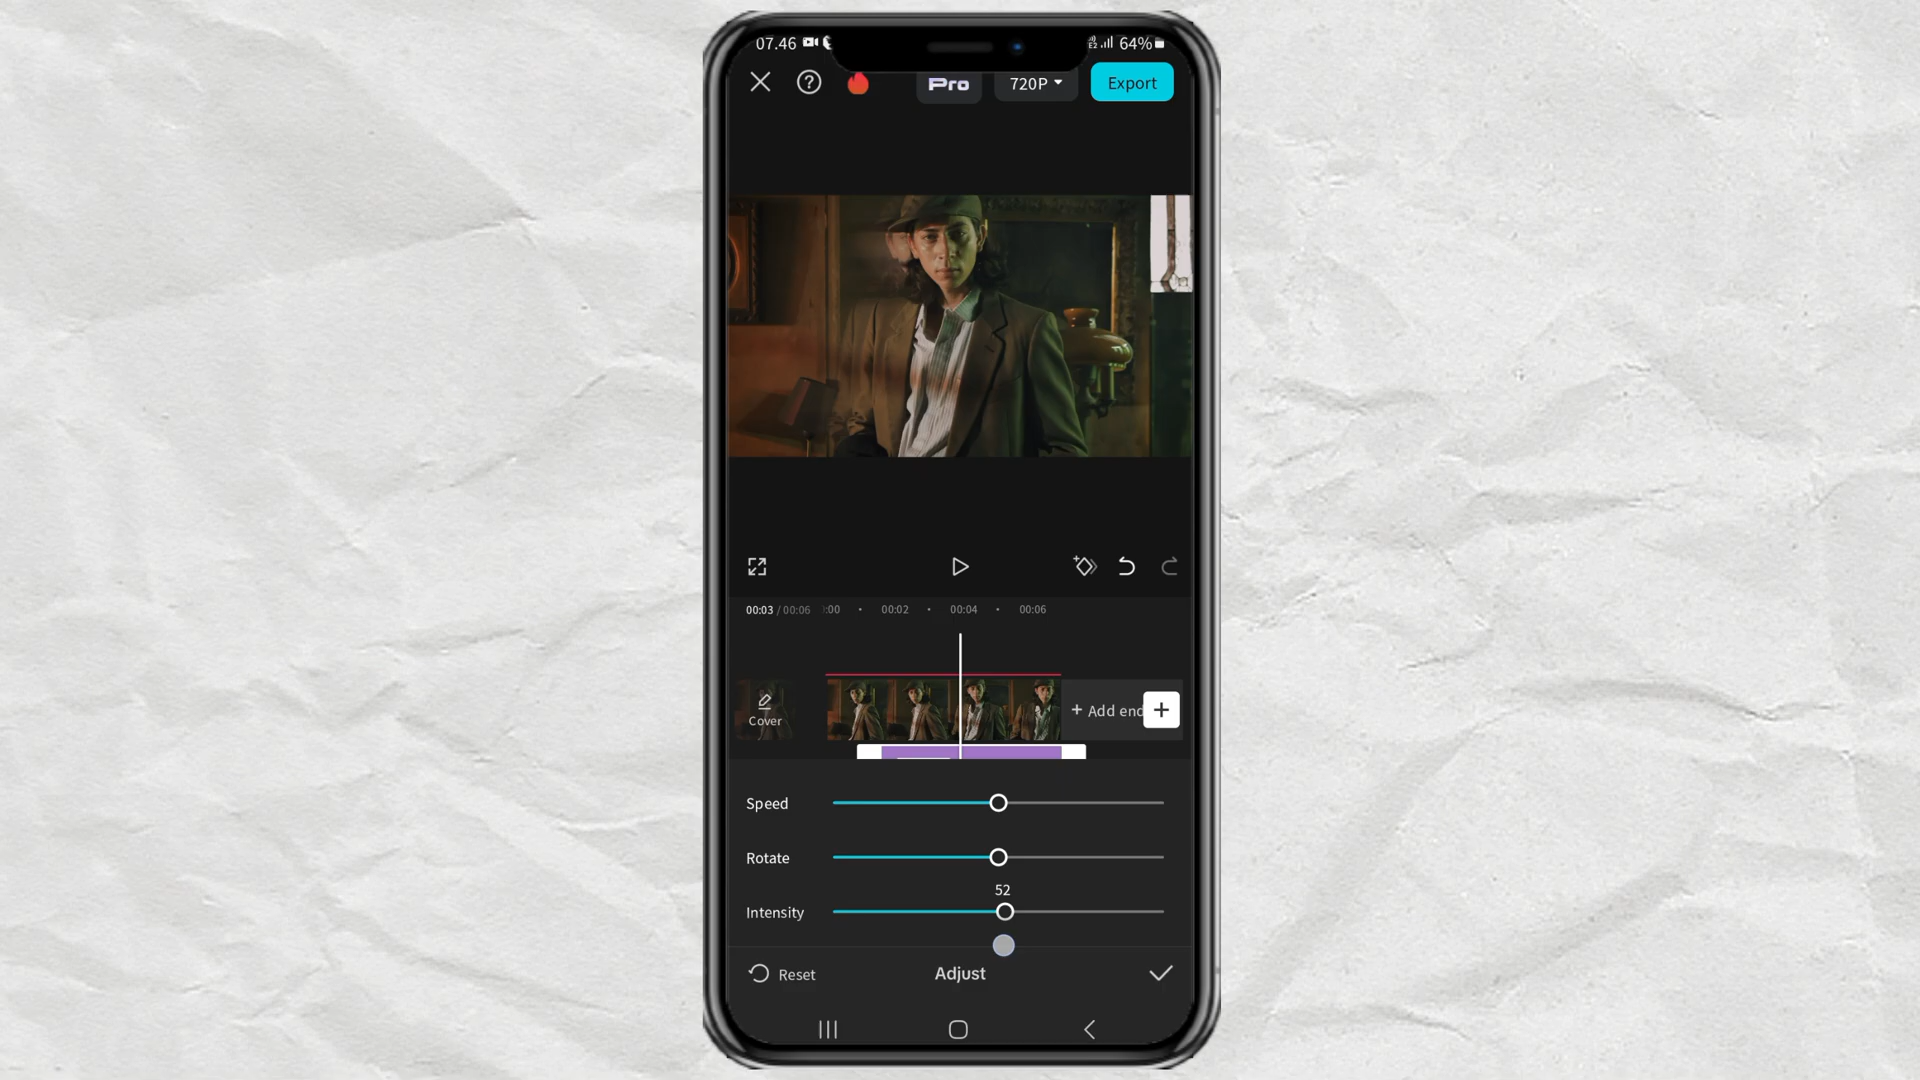 07.46
64%
Pro
720P
Export
00:03 / 00:06
:00
00:02
00:04
00:06
Cover
+ Add end
Speed
Rotate
52
Intensity
Reset
Adjust